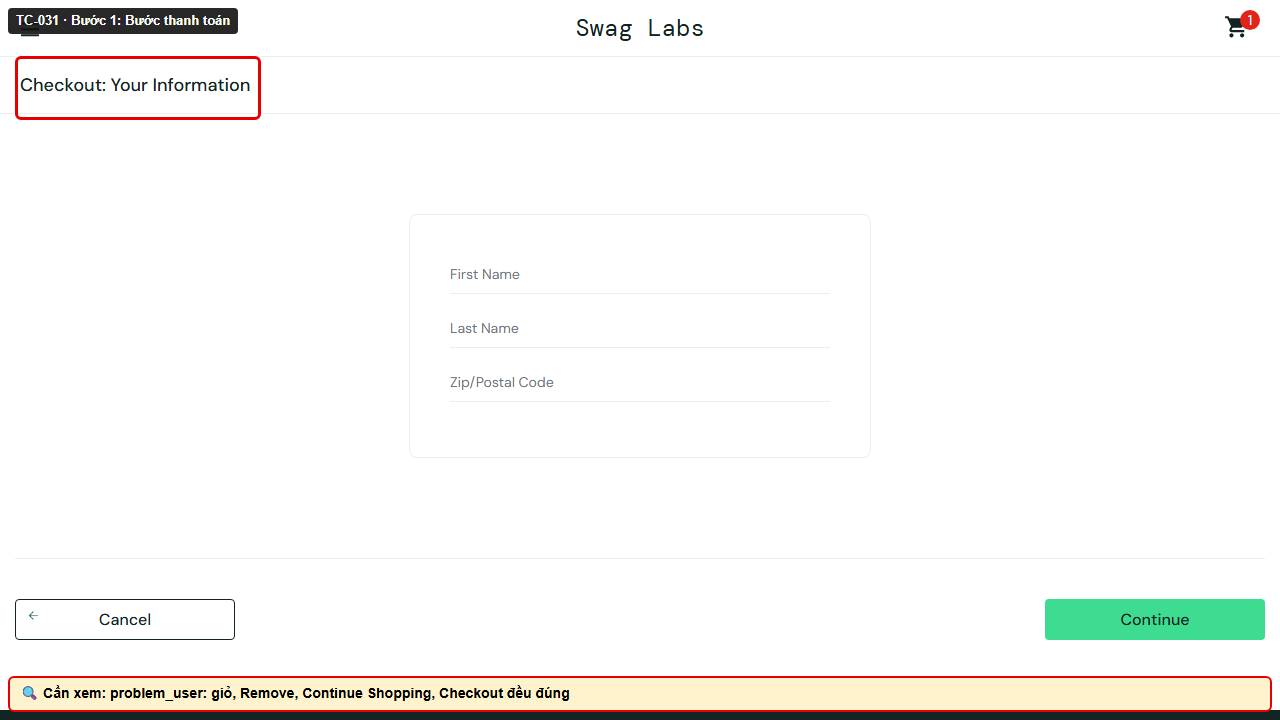 TC-031 · Bước 1: Bước thanh toán
Swag Labs
1
Checkout: Your Information
First Name
Last Name
Zip/Postal Code
Cancel
Continue
🔍 Cần xem: problem_user: giỏ, Remove, Continue Shopping, Checkout đều đúng